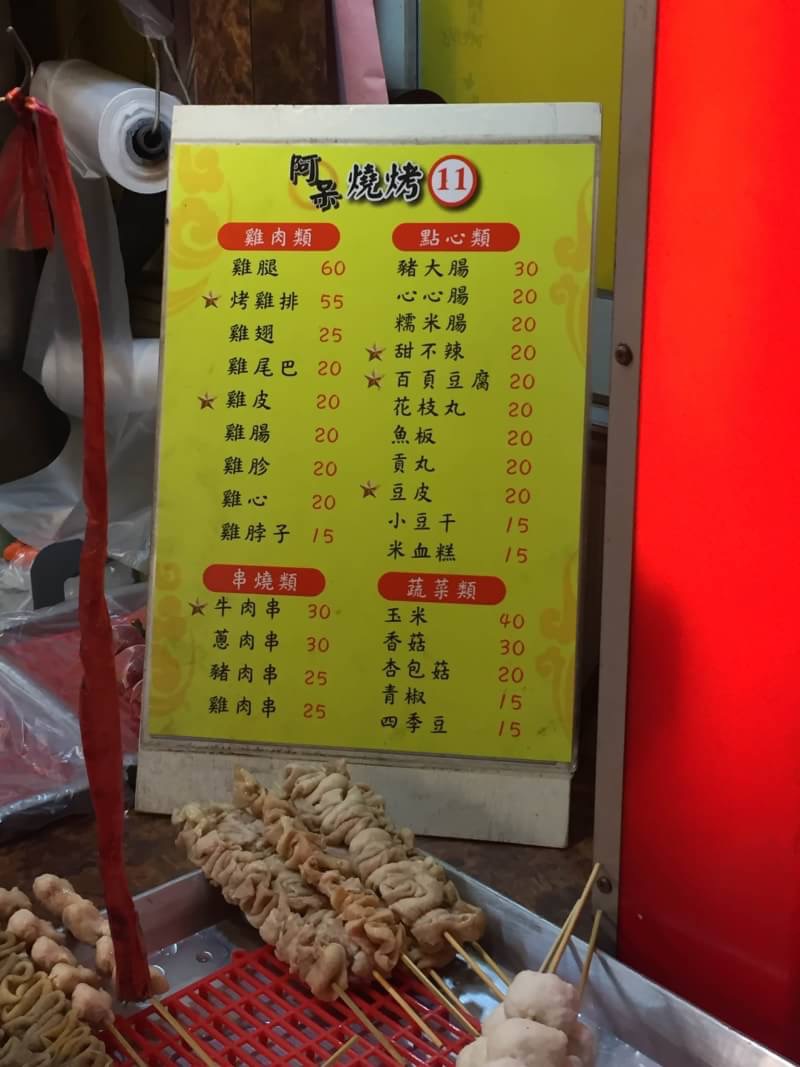 阿呆 燒烤 11
雞肉類
雞腿 60
烤雞排 55
雞翅 25
雞尾巴 20
雞皮 20
雞腸 20
雞胗 20
雞心 20
雞脖子 15
串燒類
牛肉串 30
蔥肉串 30
豬肉串 25
雞肉串 25
點心類
豬大腸 30
心心腸 20
糯米腸 20
甜不辣 20
百頁豆腐 20
花枝丸 20
魚板 20
貢丸 20
豆皮 20
小豆干 15
米血糕 15
蔬菜類
玉米 40
香菇 30
杏包菇 20
青椒 15
四季豆 15